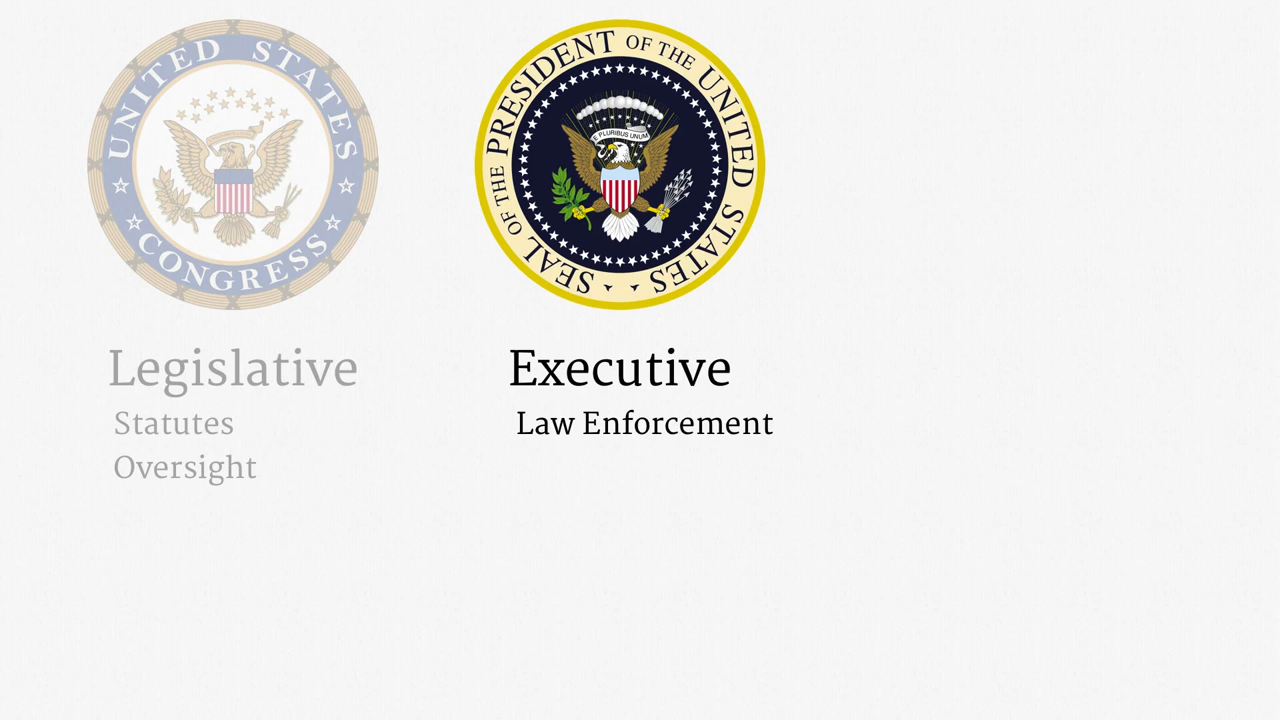 UNITED STATES
CONGRESS
SEAL OF THE PRESIDENT OF THE UNITED STATES
E PLURIBUS UNUM
Legislative
Statutes
Oversight
Executive
Law Enforcement